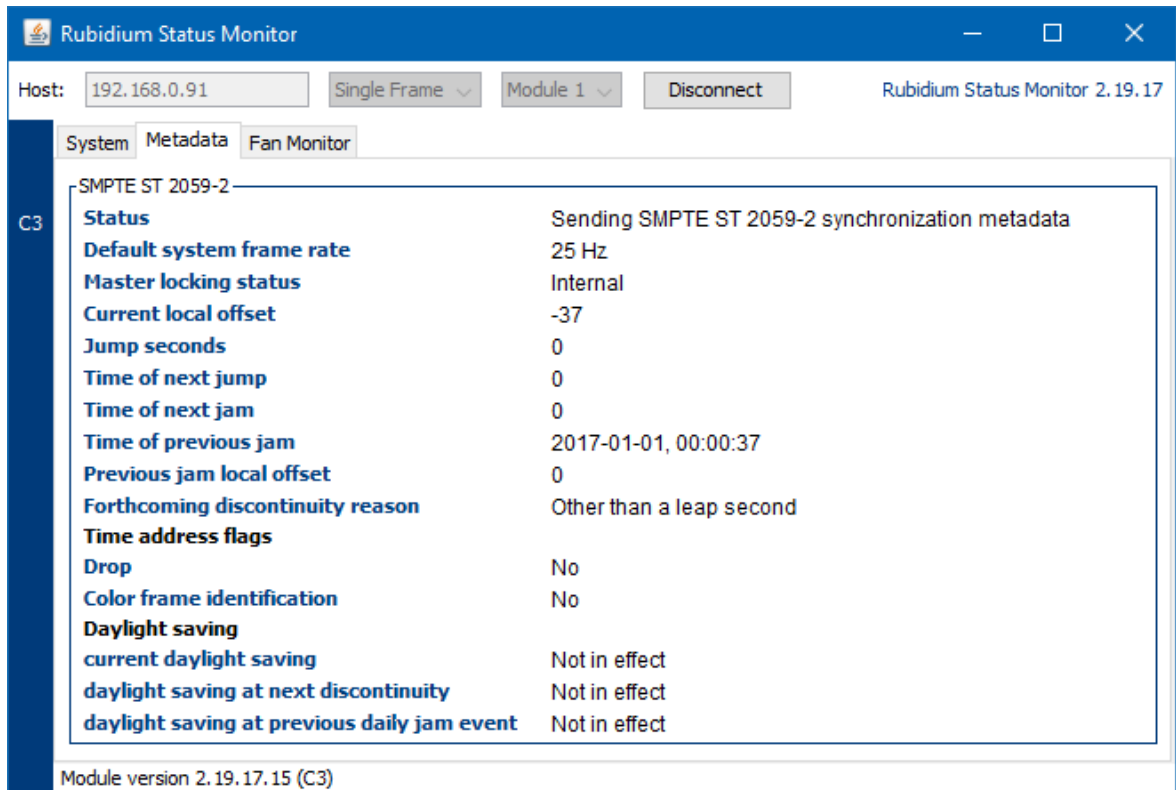 Rubidium Status Monitor
Host: 192.168.0.91 Single Frame Module 1 Disconnect Rubidium Status Monitor 2.19.17
System Metadata Fan Monitor
C3
SMPTE ST 2059-2
Status Sending SMPTE ST 2059-2 synchronization metadata
Default system frame rate 25 Hz
Master locking status Internal
Current local offset -37
Jump seconds 0
Time of next jump 0
Time of next jam 0
Time of previous jam 2017-01-01, 00:00:37
Previous jam local offset 0
Forthcoming discontinuity reason Other than a leap second
Time address flags
Drop No
Color frame identification No
Daylight saving
current daylight saving Not in effect
daylight saving at next discontinuity Not in effect
daylight saving at previous daily jam event Not in effect
Module version 2.19.17.15 (C3)